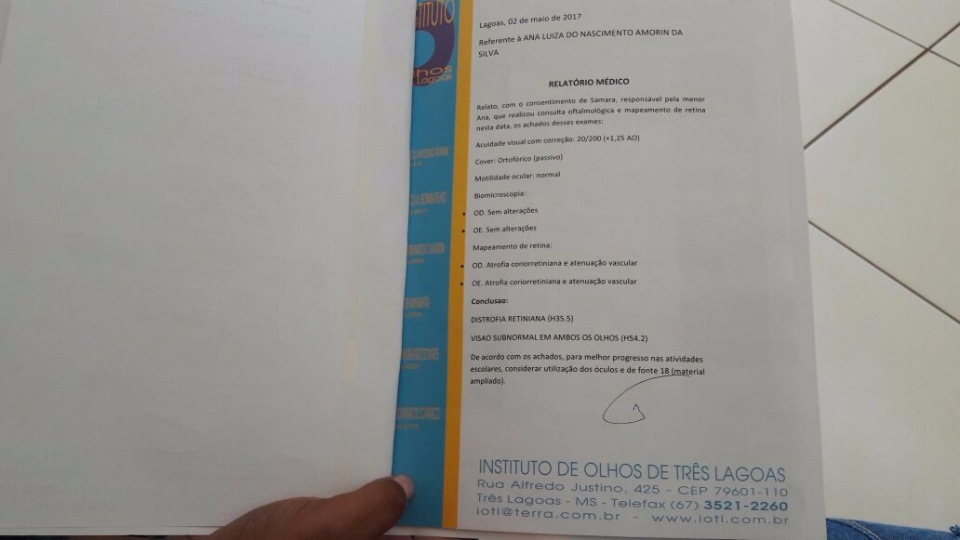 TITUTO
lhos
Lagoas
Lagoas, 02 de maio de 2017
Referente à ANA LUIZA DO NASCIMENTO AMORIN DA
SILVA
RELATÓRIO MÉDICO
Relato, com o consentimento de Samara, responsável pela menor
Ana, que realizou consulta oftalmológica e mapeamento de retina
nesta data, os achados desses exames:
Acuidade visual com correção: 20/200 (+1,25 AO)
Cover: Ortofórico (passivo)
Motilidade ocular: normal
Biomicroscopia:
• OD. Sem alterações
• OE. Sem alterações
Mapeamento de retina:
• OD. Atrofia coriorretiniana e atenuação vascular
• OE. Atrofia coriorretiniana e atenuação vascular
Conclusao:
DISTROFIA RETINIANA (H35.5)
VISAO SUBNORMAL EM AMBOS OS OLHOS (H54.2)
De acordo com os achados, para melhor progresso nas atividades
escolares, considerar utilização dos óculos e de fonte 18 (material
ampliado).
INSTITUTO DE OLHOS DE TRÊS LAGOAS
Rua Alfredo Justino, 425 - CEP 79601-110
Três Lagoas - MS - Telefax (67) 3521-2260
ioti@terra.com.br - www.ioti.com.br